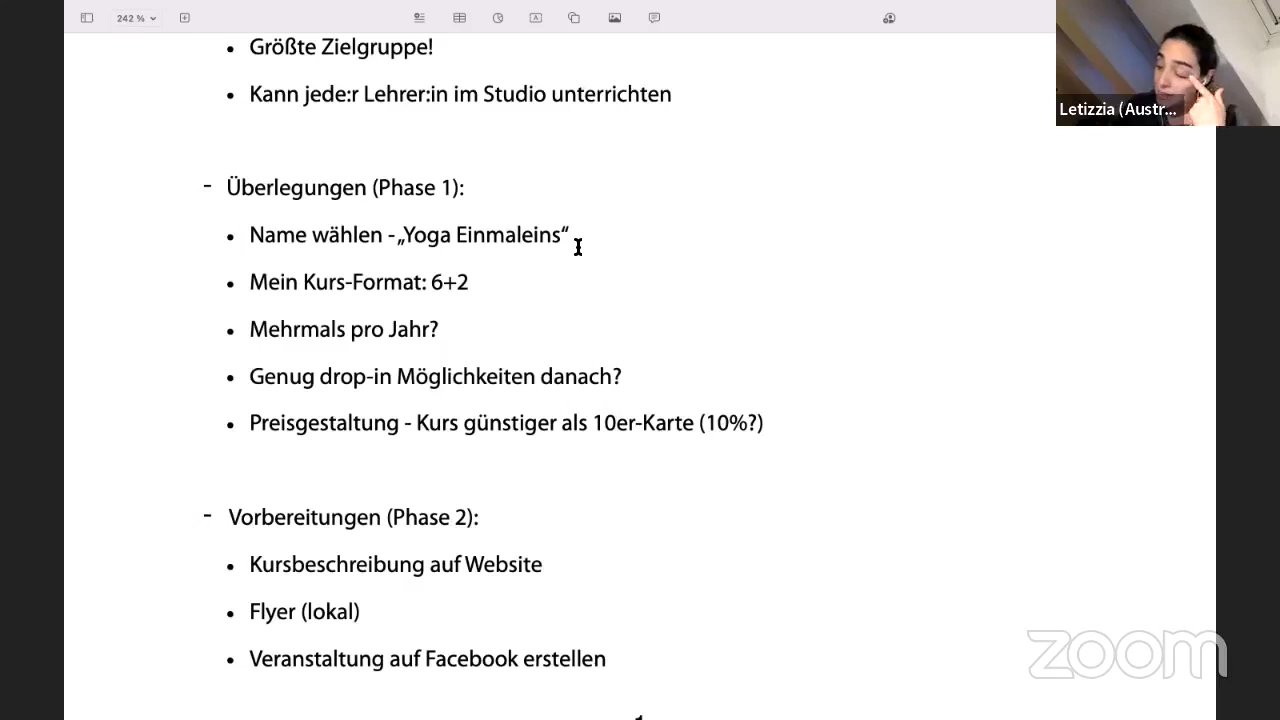 242 %
Größte Zielgruppe!
Kann jede:r Lehrer:in im Studio unterrichten
Letizzia (Austr...
- Überlegungen (Phase 1):
• Name wählen -„Yoga Einmaleins“
• Mein Kurs-Format: 6+2
• Mehrmals pro Jahr?
• Genug drop-in Möglichkeiten danach?
• Preisgestaltung - Kurs günstiger als 10er-Karte (10%?)
- Vorbereitungen (Phase 2):
• Kursbeschreibung auf Website
• Flyer (lokal)
• Veranstaltung auf Facebook erstellen
zoom